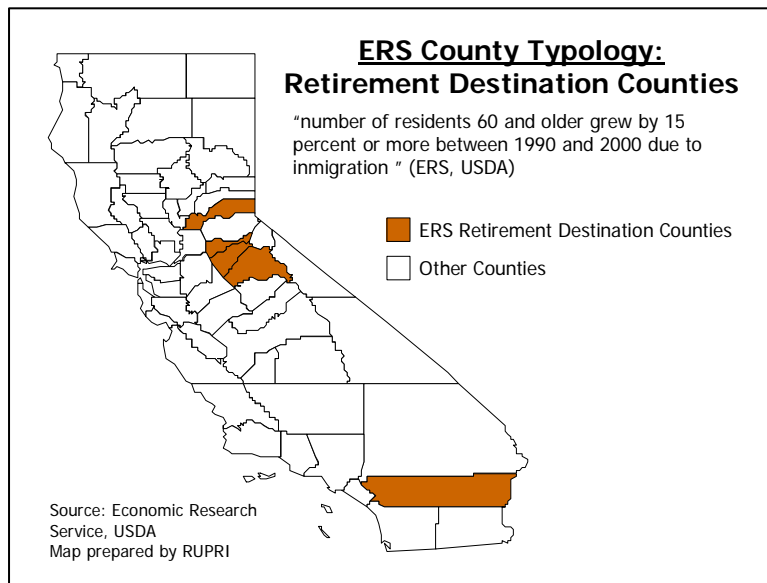 ERS County Typology:
Retirement Destination Counties
"number of residents 60 and older grew by 15
percent or more between 1990 and 2000 due to
inmigration " (ERS, USDA)
ERS Retirement Destination Counties
Other Counties
Source: Economic Research
Service, USDA
Map prepared by RUPRI